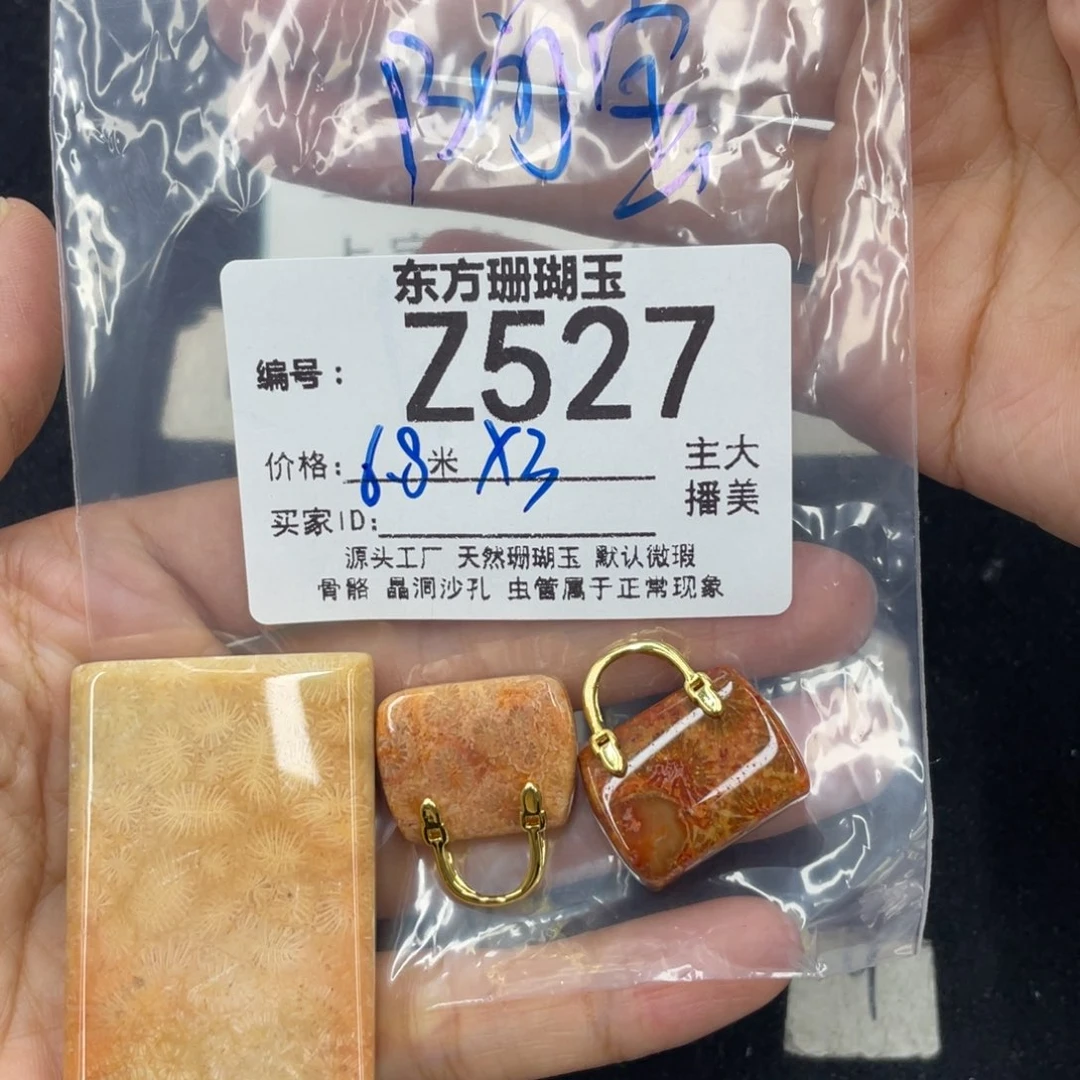 东方珊瑚玉
编号： Z527
价格：6.8米 X3
买家ID：
主大
播美
源头工厂 天然珊瑚玉 默认微瑕
骨骼 晶洞沙孔 虫管属于正常现象